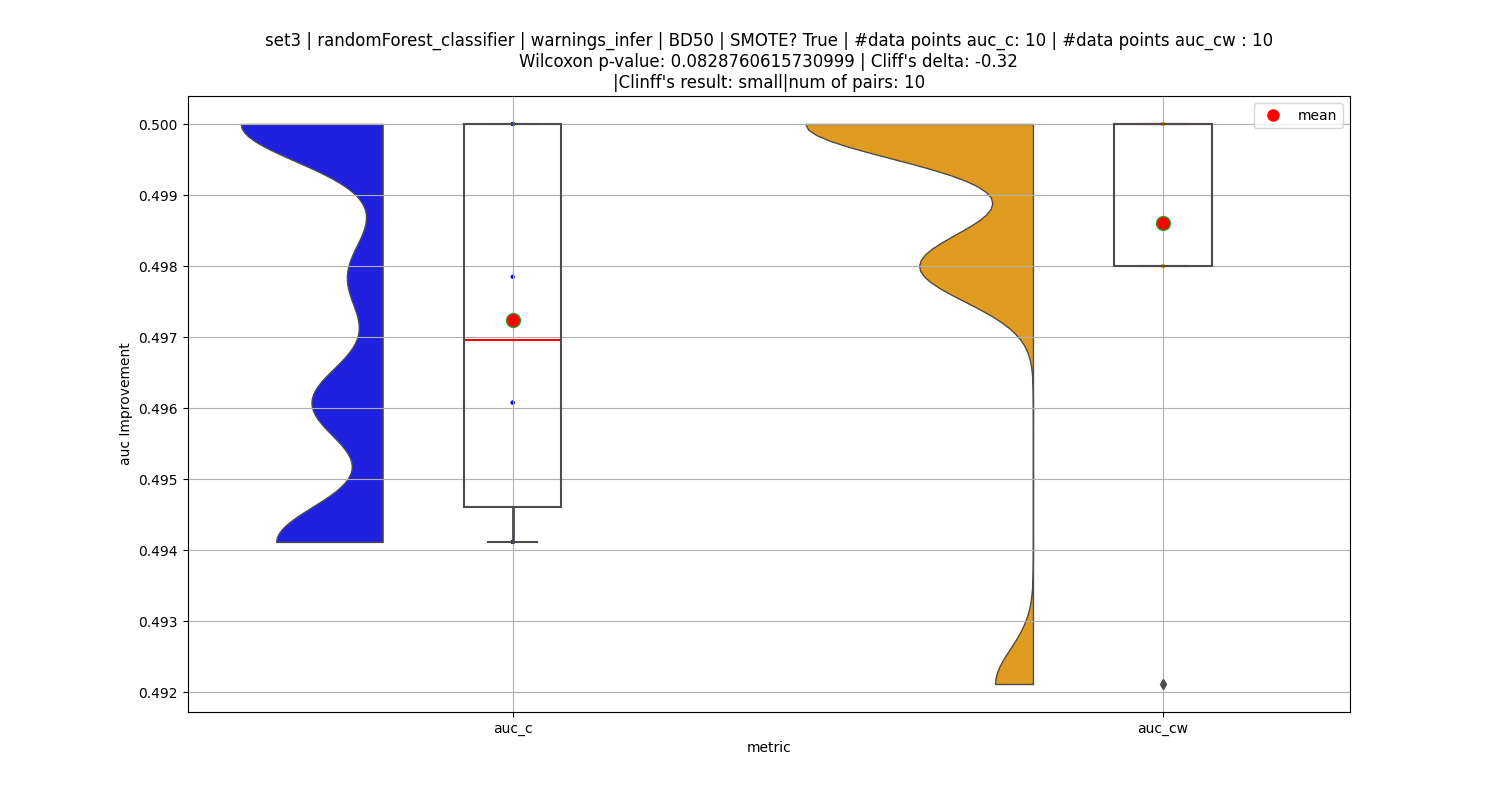 set3 | randomForest_classifier | warnings_infer | BD50 | SMOTE? True | #data points auc_c: 10 | #data points auc_cw : 10
Wilcoxon p-value: 0.0828760615730999 | Cliff's delta: -0.32
|Clinff's result: small|num of pairs: 10
mean
0.500
0.499
0.498
0.497
0.496
0.495
0.494
0.493
0.492
auc Improvement
auc_c
auc_cw
metric